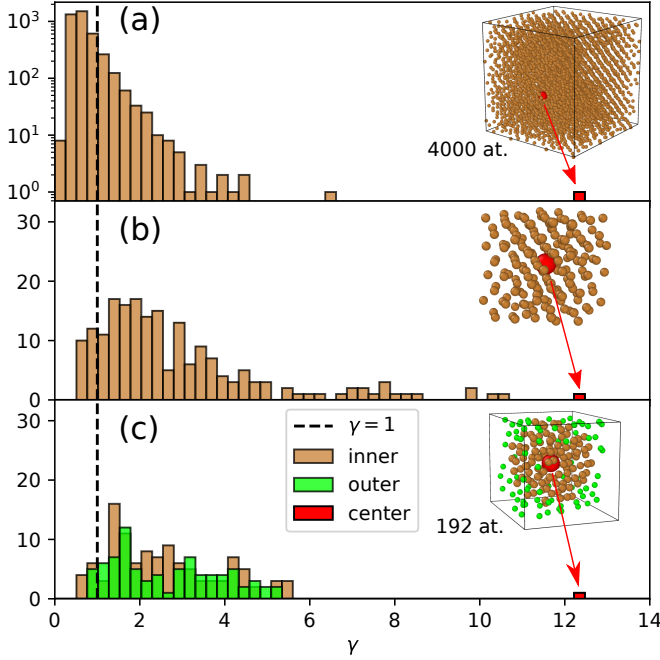 10³
10²
10¹
10⁰
(a)
4000 at.
30
20
10
0
(b)
30
20
10
0
(c)
γ = 1
inner
outer
center
192 at.
0 2 4 6 8 10 12 14
γ